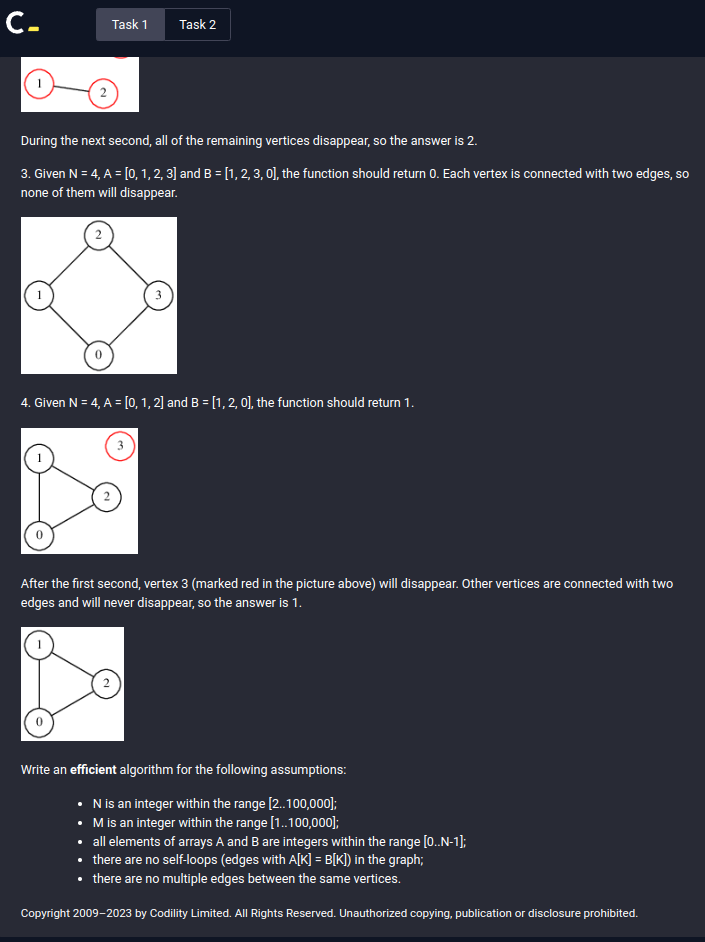 C_
Task 1
Task 2
1
2
During the next second, all of the remaining vertices disappear, so the answer is 2.
3. Given N = 4, A = [0, 1, 2, 3] and B = [1, 2, 3, 0], the function should return 0. Each vertex is connected with two edges, so
none of them will disappear.
2
1
3
0
4. Given N = 4, A = [0, 1, 2] and B = [1, 2, 0], the function should return 1.
3
1
2
0
After the first second, vertex 3 (marked red in the picture above) will disappear. Other vertices are connected with two
edges and will never disappear, so the answer is 1.
1
2
0
Write an efficient algorithm for the following assumptions:
• N is an integer within the range [2..100,000];
• M is an integer within the range [1..100,000];
• all elements of arrays A and B are integers within the range [0..N-1];
• there are no self-loops (edges with A[K] = B[K]) in the graph;
• there are no multiple edges between the same vertices.
Copyright 2009–2023 by Codility Limited. All Rights Reserved. Unauthorized copying, publication or disclosure prohibited.